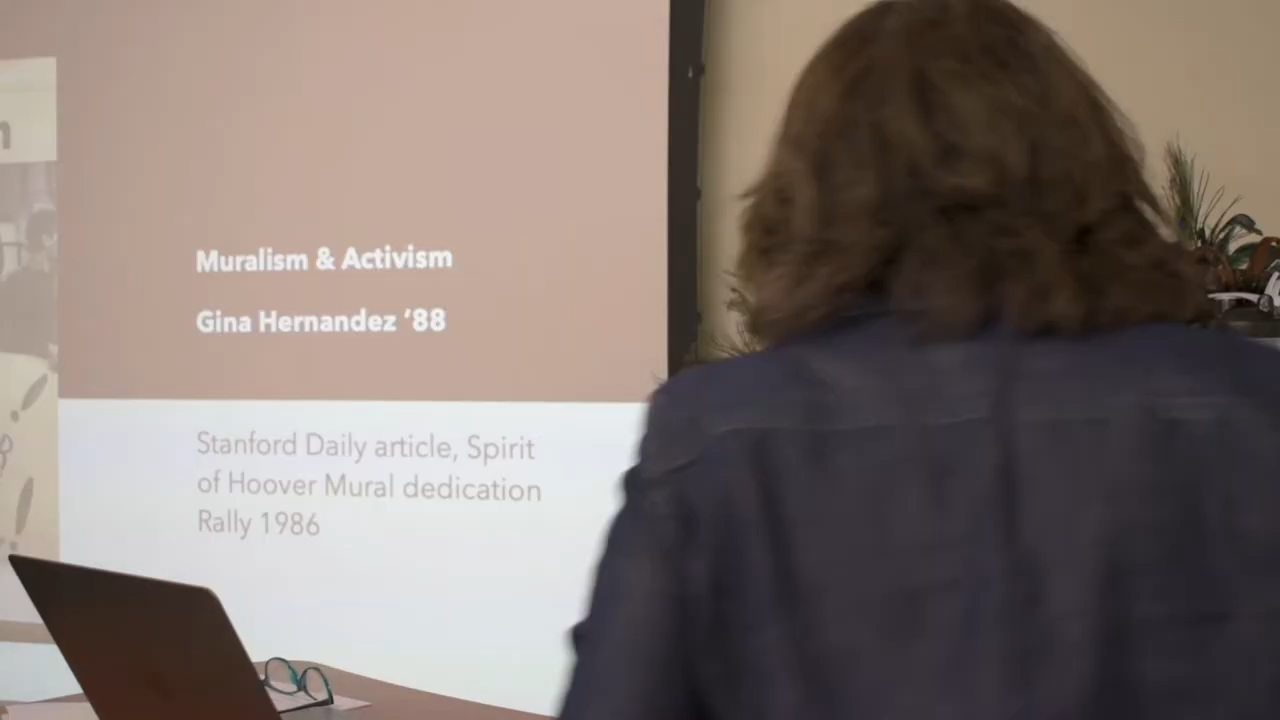 Muralism & Activism
Gina Hernandez ‘88
Stanford Daily article, Spirit
of Hoover Mural dedication
Rally 1986